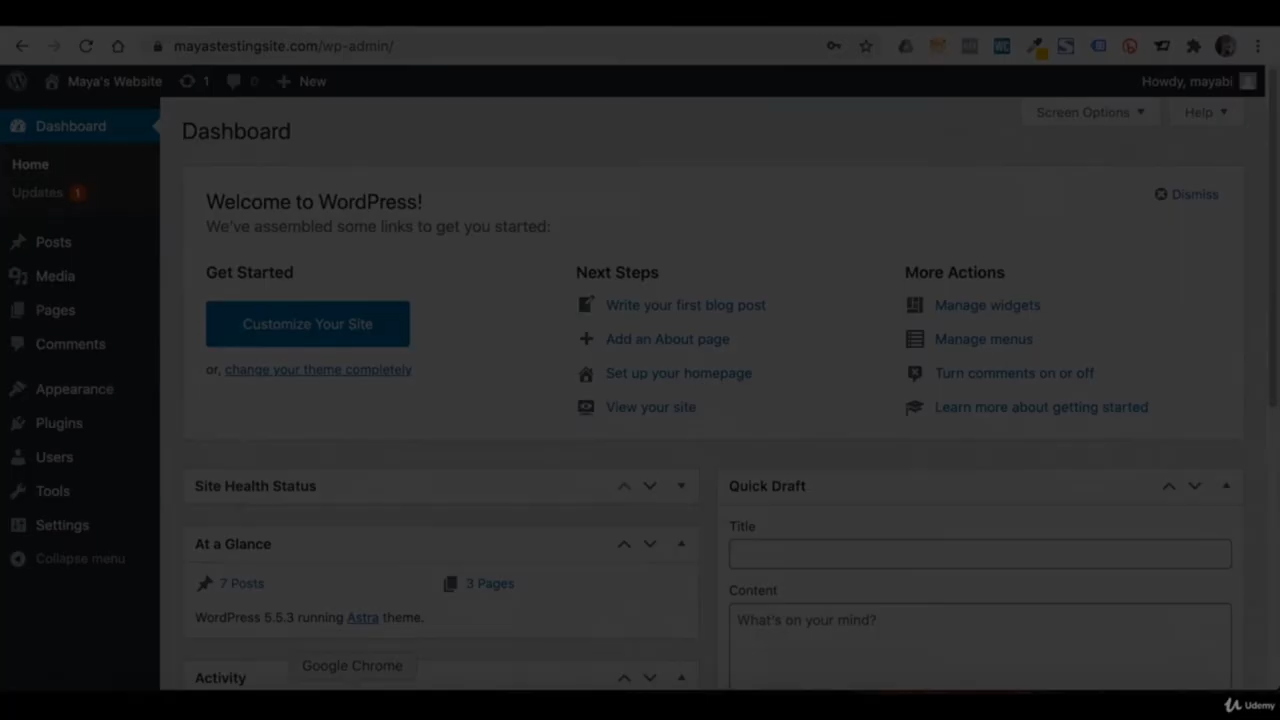 mayastestingsite.com/wp-admin/
Maya's Website 1 0 New Howdy, mayabi
Dashboard
Home
Updates 1
Posts
Media
Pages
Comments
Appearance
Plugins
Users
Tools
Settings
Collapse menu
Screen Options Help
Dashboard
Welcome to WordPress!
Dismiss
We've assembled some links to get you started:
Get Started
Customize Your Site
or, change your theme completely
Next Steps
Write your first blog post
Add an About page
Set up your homepage
View your site
More Actions
Manage widgets
Manage menus
Turn comments on or off
Learn more about getting started
Site Health Status
At a Glance
7 Posts 3 Pages
WordPress 5.5.3 running Astra theme.
Activity
Google Chrome
Quick Draft
Title
Content
What's on your mind?
Udemy